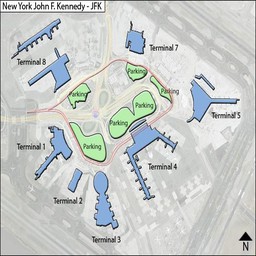 New York John F. Kennedy - JFK
Terminal 7
Terminal 8
Parking
Parking
Parking
Terminal 5
Parking
Parking
Terminal 1
Parking
Terminal 4
Terminal 2
Terminal 3
N